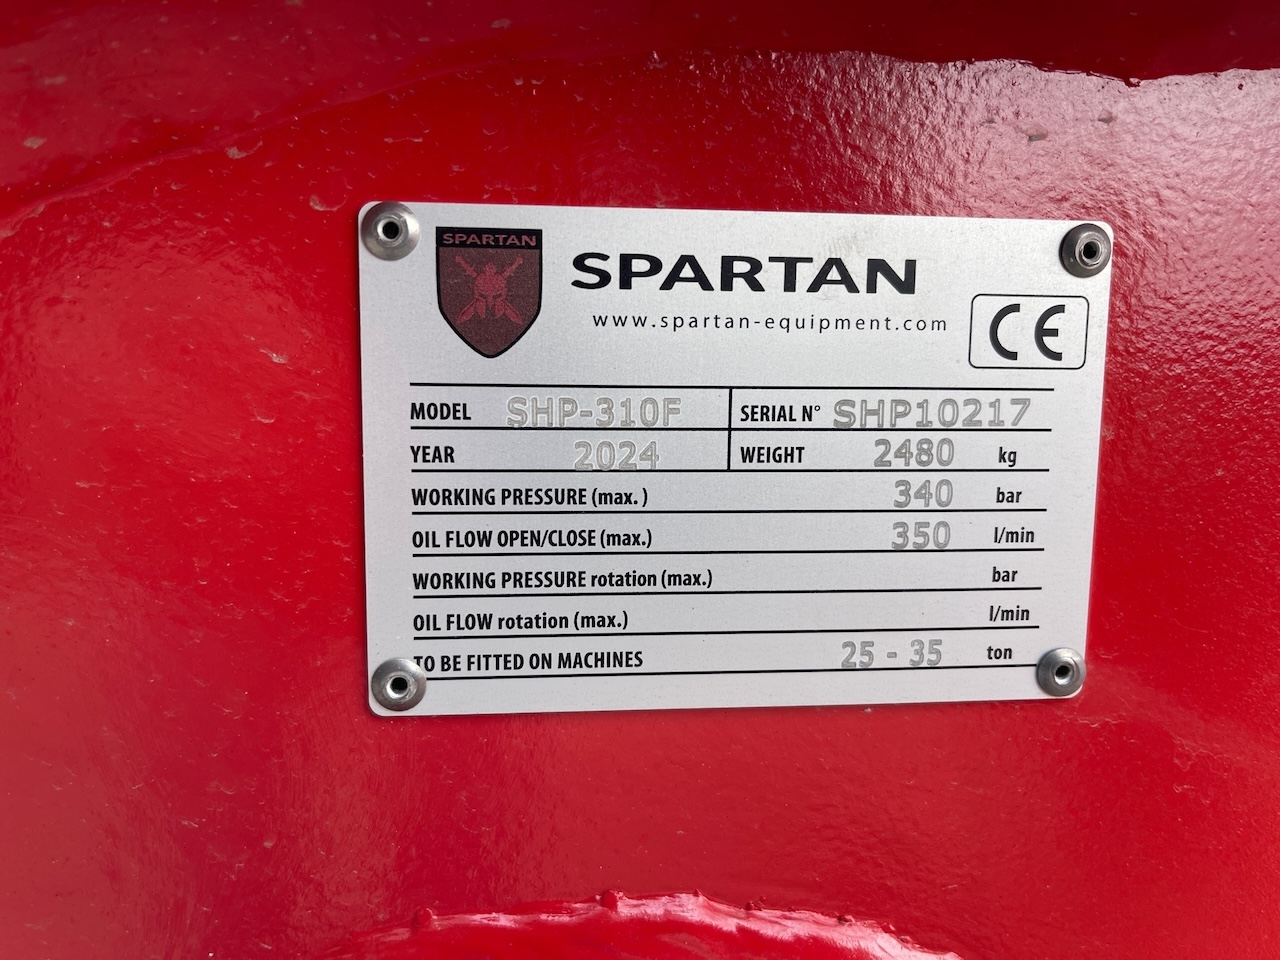 SPARTAN
SPARTAN
www.spartan-equipment.com
CE
MODEL SHP-310F SERIAL N° SHP10217
YEAR 2024 WEIGHT 2480 kg
WORKING PRESSURE (max. ) 340 bar
OIL FLOW OPEN/CLOSE (max.) 350 l/min
WORKING PRESSURE rotation (max.) bar
OIL FLOW rotation (max.) l/min
TO BE FITTED ON MACHINES 25 - 35 ton